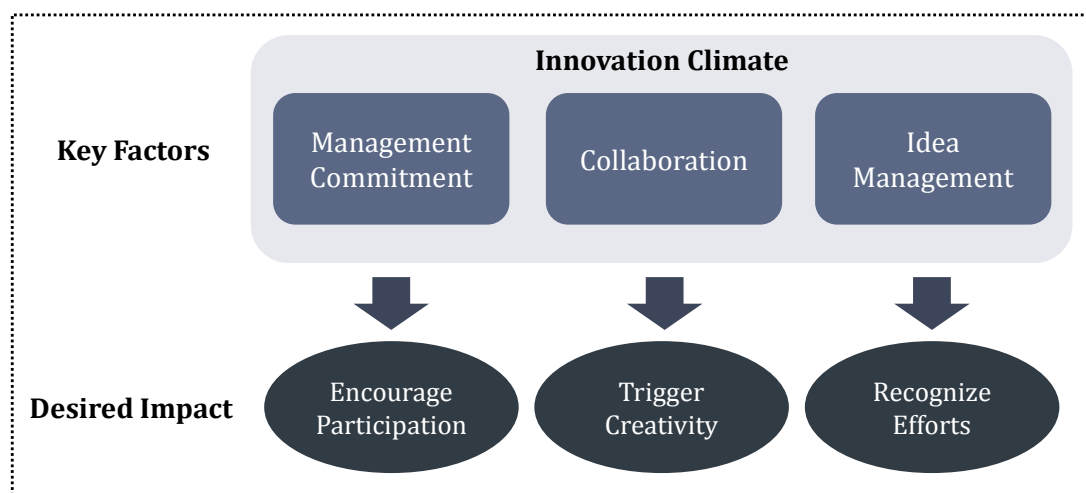 Innovation Climate
Key Factors
Management
Commitment
Collaboration
Idea
Management
Desired Impact
Encourage
Participation
Trigger
Creativity
Recognize
Efforts